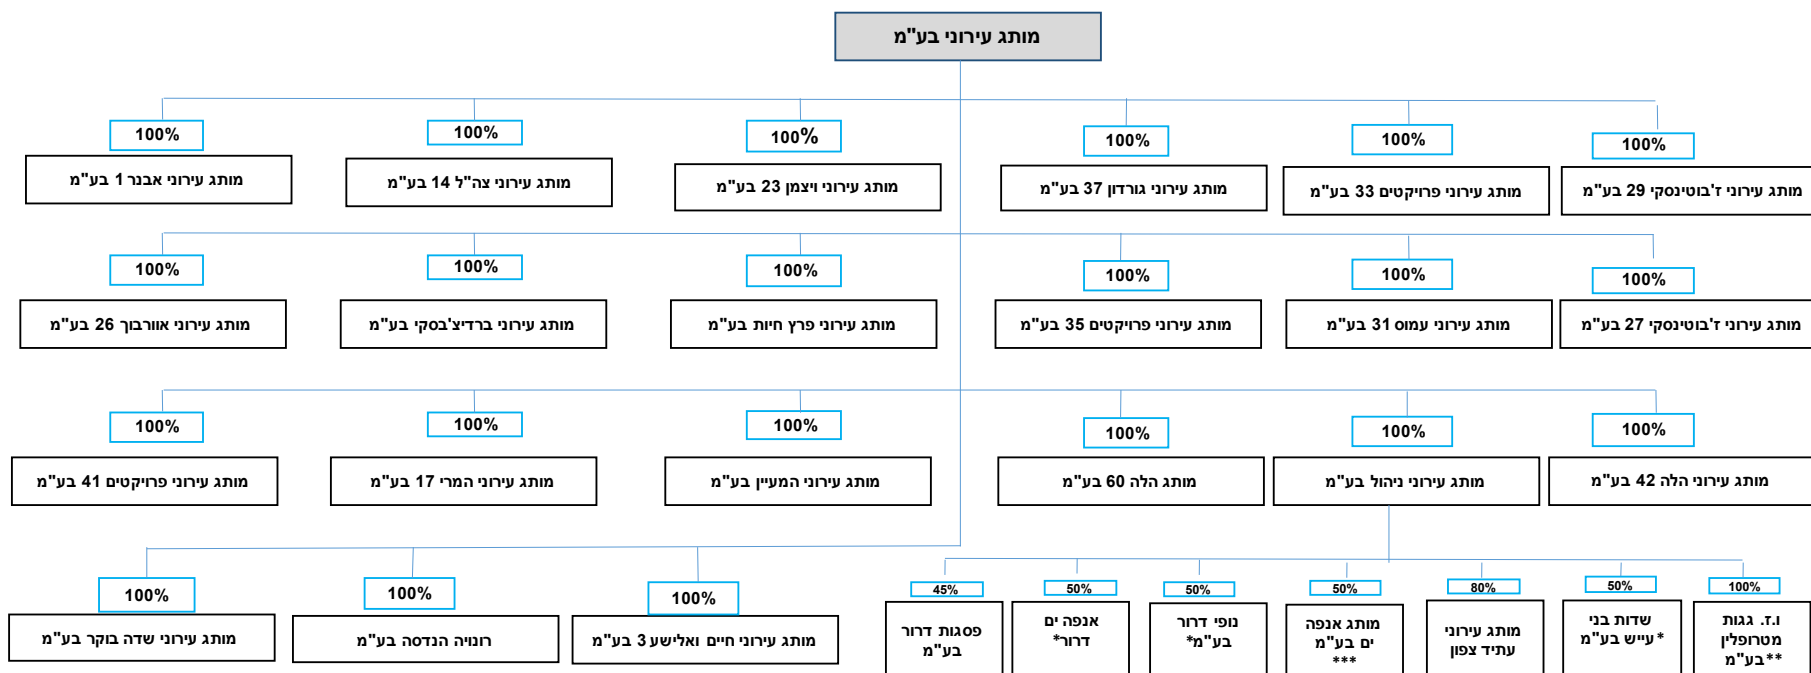 מותג עירוני בע"מ
100%
100%
100%
100%
100%
100%
מותג עירוני ז'בוטינסקי 29 בע"מ
מותג עירוני פרויקטים 33 בע"מ
מותג עירוני גורדון 37 בע"מ
מותג עירוני ויצמן 23 בע"מ
מותג עירוני צה"ל 14 בע"מ
מותג עירוני אבנר 1 בע"מ
100%
100%
100%
100%
100%
100%
מותג עירוני ז'בוטינסקי 27 בע"מ
מותג עירוני עמוס 31 בע"מ
מותג עירוני פרויקטים 35 בע"מ
מותג עירוני פרץ חיות בע"מ
מותג עירוני ברדיצ'בסקי בע"מ
מותג עירוני אוורבוך 26 בע"מ
100%
100%
100%
100%
100%
100%
מותג עירוני הלה 42 בע"מ
מותג עירוני ניהול בע"מ
מותג הלה 60 בע"מ
מותג עירוני המעיין בע"מ
מותג עירוני המרי 17 בע"מ
מותג עירוני פרויקטים 41 בע"מ
100%
ו.ז. גגות
מטרופלין
בע"מ**
50%
שדות בני
עייש בע"מ*
80%
מותג עירוני
עתיד צפון
50%
מותג אנפה
ים בע"מ
***
50%
נופי דרור
בע"מ*
50%
אנפה ים
דרור*
45%
פסגות דרור
בע"מ
100%
מותג עירוני חיים ואלישע 3 בע"מ
100%
רונויה הנדסה בע"מ
100%
מותג עירוני שדה בוקר בע"מ